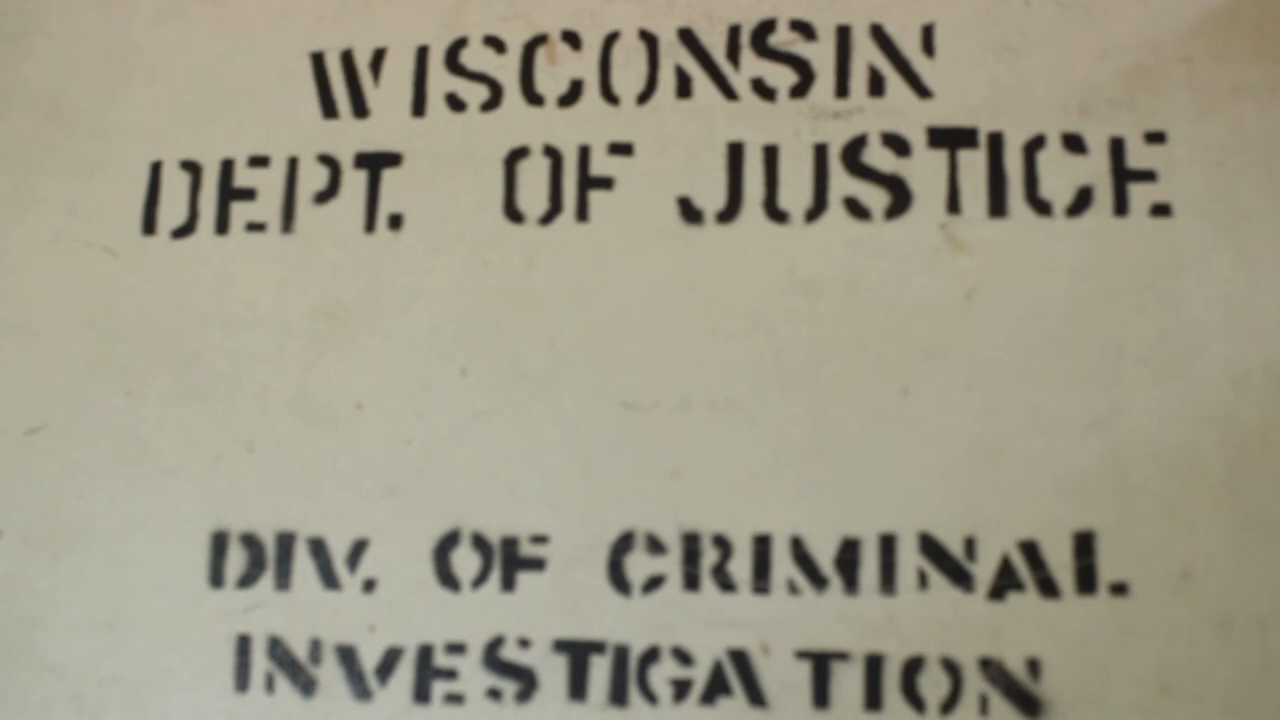 WISCONSIN
DEPT. OF JUSTICE
DIV. OF CRIMINAL
INVESTIGATION